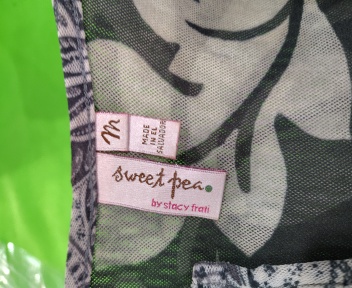 m
MADE
IN EL
SALVADOR
sweet pea
by stacy frati